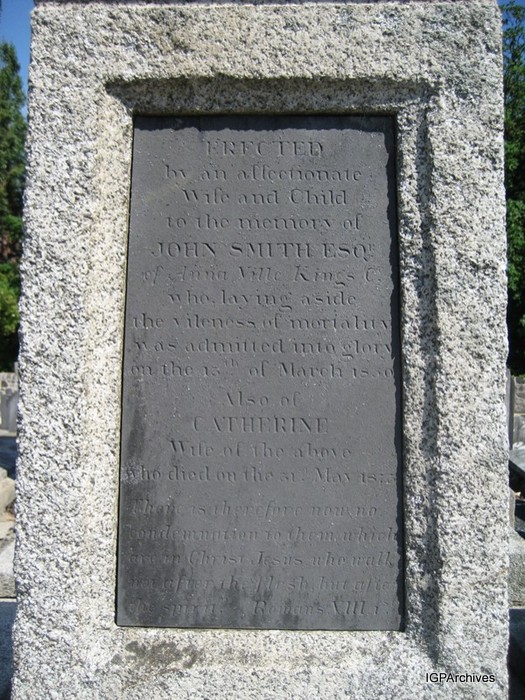 ERECTED
by an affectionate
Wife and Child
to the memory of
JOHN SMITH ESQR
of Anna Ville Kings Co
who, laying aside
the vileness of mortality
was admitted into glory
on the 13th of March
Also of
CATHERINE
Wife of the above
who died on the 31st May
There is therefore now no
condemnation to them which
are in Christ Jesus who walk
not after the flesh, but after
spirit. Romans VIII.1.
IGPArchives